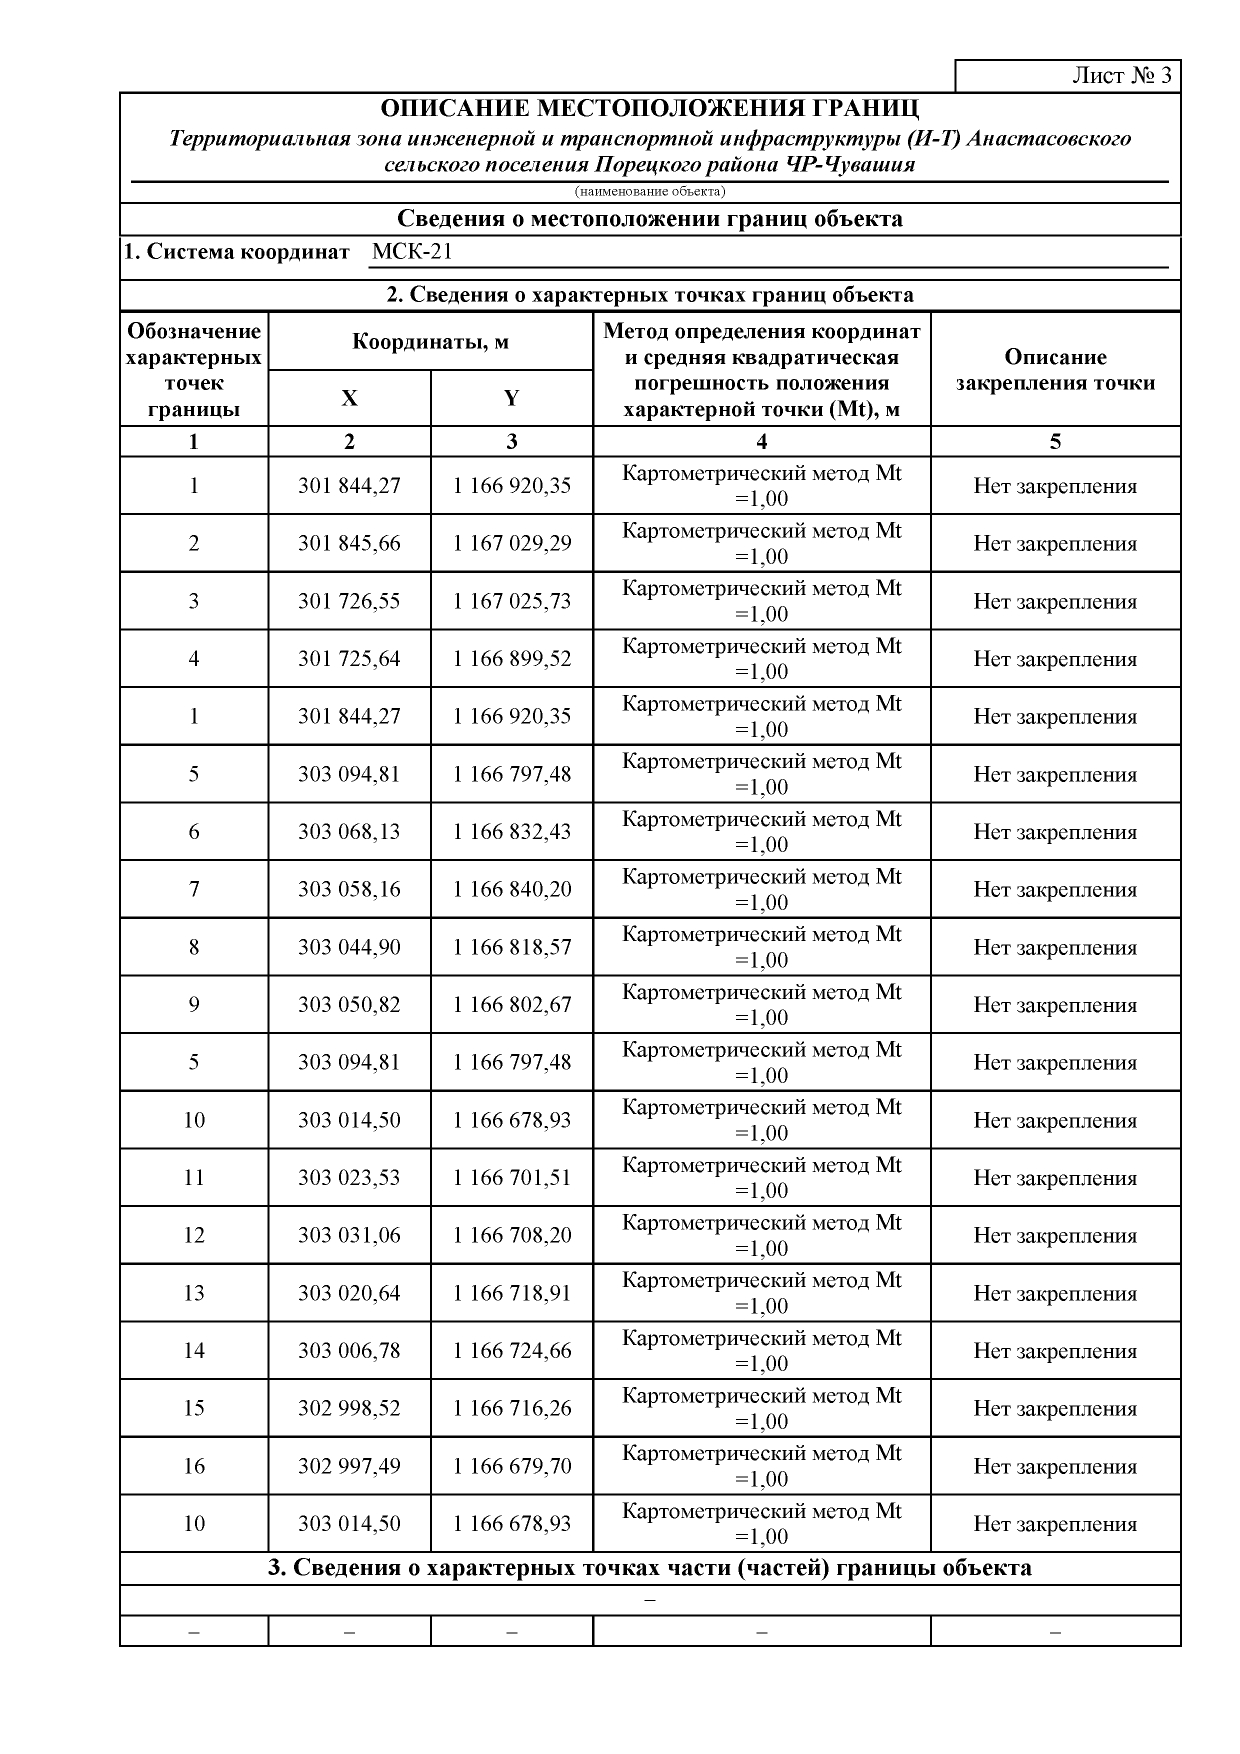 Лист № 3
ОПИСАНИЕ МЕСТОПОЛОЖЕНИЯ ГРАНИЦ
Территориальная зона инженерной и транспортной инфраструктуры (И-Т) Анастасовского
сельского поселения Порецкого района ЧР-Чувашия
(наименование объекта)
Сведения о местоположении границ объекта
1. Система координат МСК-21
2. Сведения о характерных точках границ объекта
Обозначение характерных точек границы
Координаты, м
X
Y
Метод определения координат и средняя квадратическая погрешность положения характерной точки (Mt), м
Описание закрепления точки
1 2 3 4 5
1 301 844,27 1 166 920,35 Картометрический метод Mt =1,00 Нет закрепления
2 301 845,66 1 167 029,29 Картометрический метод Mt =1,00 Нет закрепления
3 301 726,55 1 167 025,73 Картометрический метод Mt =1,00 Нет закрепления
4 301 725,64 1 166 899,52 Картометрический метод Mt =1,00 Нет закрепления
1 301 844,27 1 166 920,35 Картометрический метод Mt =1,00 Нет закрепления
5 303 094,81 1 166 797,48 Картометрический метод Mt =1,00 Нет закрепления
6 303 068,13 1 166 832,43 Картометрический метод Mt =1,00 Нет закрепления
7 303 058,16 1 166 840,20 Картометрический метод Mt =1,00 Нет закрепления
8 303 044,90 1 166 818,57 Картометрический метод Mt =1,00 Нет закрепления
9 303 050,82 1 166 802,67 Картометрический метод Mt =1,00 Нет закрепления
5 303 094,81 1 166 797,48 Картометрический метод Mt =1,00 Нет закрепления
10 303 014,50 1 166 678,93 Картометрический метод Mt =1,00 Нет закрепления
11 303 023,53 1 166 701,51 Картометрический метод Mt =1,00 Нет закрепления
12 303 031,06 1 166 708,20 Картометрический метод Mt =1,00 Нет закрепления
13 303 020,64 1 166 718,91 Картометрический метод Mt =1,00 Нет закрепления
14 303 006,78 1 166 724,66 Картометрический метод Mt =1,00 Нет закрепления
15 302 998,52 1 166 716,26 Картометрический метод Mt =1,00 Нет закрепления
16 302 997,49 1 166 679,70 Картометрический метод Mt =1,00 Нет закрепления
10 303 014,50 1 166 678,93 Картометрический метод Mt =1,00 Нет закрепления
3. Сведения о характерных точках части (частей) границы объекта
–
– – – – –